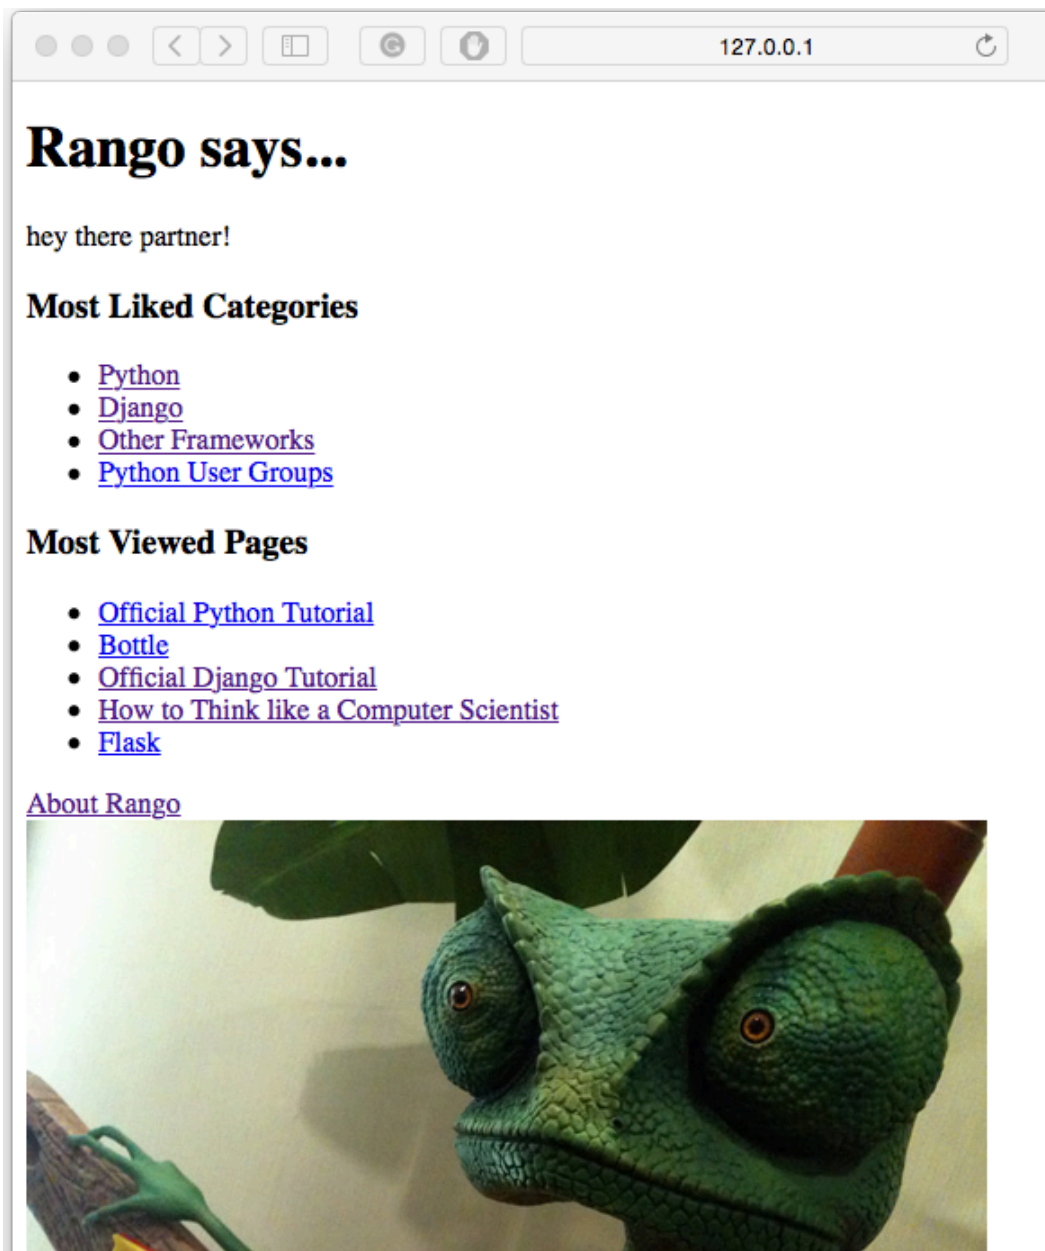 127.0.0.1
Rango says...
hey there partner!
Most Liked Categories
Python
Django
Other Frameworks
Python User Groups
Most Viewed Pages
Official Python Tutorial
Bottle
Official Django Tutorial
How to Think like a Computer Scientist
Flask
About Rango